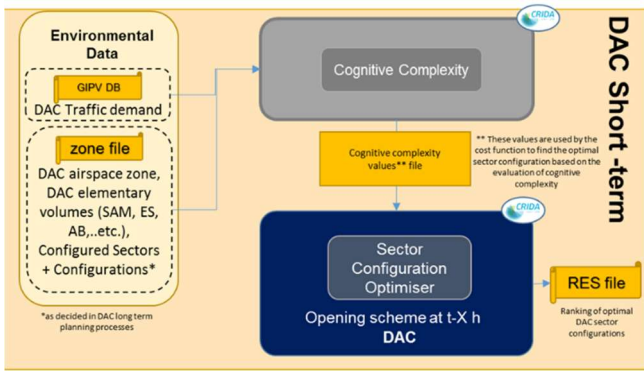 Environmental
Data
GIPV DB
DAC Traffic demand
zone file
DAC airspace zone,
DAC elementary
volumes (SAM, ES,
AB,..etc.),
Configured Sectors
+ Configurations*
*as decided in DAC long term
planning processes
CRIDA
Cognitive Complexity
Cognitive complexity
values** file
** These values are used by the
cost function to find the optimal
sector configuration based on the
evaluation of cognitive
complexity
CRIDA
Sector
Configuration
Optimiser
Opening scheme at t-X h
DAC
RES file
Ranking of optimal
DAC sector
configurations
DAC Short -term